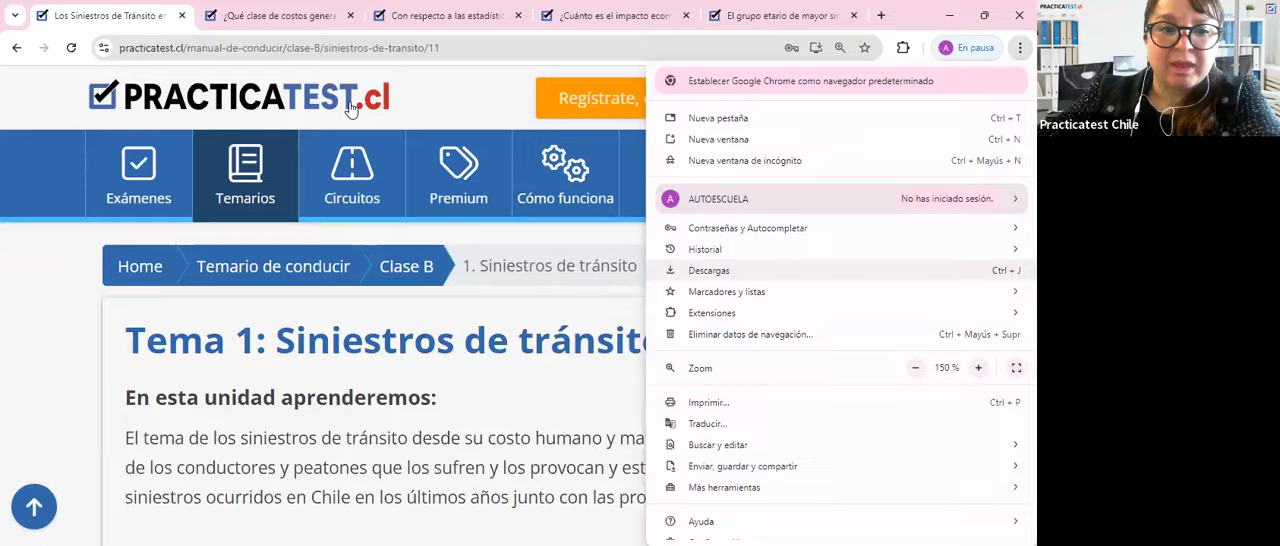 Los Siniestros de Tránsito en
¿Qué clase de costos genera
Con respecto a las estadístic
¿Cuánto es el impacto econ
El grupo etario de mayor sin
practicatest.cl/manual-de-conducir/clase-B/siniestros-de-transito/11
A En pausa
PRACTICATEST.cl
Regístrate,
Exámenes
Temarios
Circuitos
Premium
Cómo funciona
Home
Temario de conducir
Clase B
1. Siniestros de tránsito
Tema 1: Siniestros de tránsito
En esta unidad aprenderemos:
El tema de los siniestros de tránsito desde su costo humano y ma
de los conductores y peatones que los sufren y los provocan y est
siniestros ocurridos en Chile en los últimos años junto con las pro
Establecer Google Chrome como navegador predeterminado
Nueva pestaña Ctrl + T
Nueva ventana Ctrl + N
Nueva ventana de incógnito Ctrl + Mayús + N
A AUTOESCUELA No has iniciado sesión.
Contraseñas y Autocompletar
Historial
Descargas Ctrl + J
Marcadores y listas
Extensiones
Eliminar datos de navegación... Ctrl + Mayús + Supr
Zoom − 150 % +
Imprimir... Ctrl + P
Traducir...
Buscar y editar
Enviar, guardar y compartir
Más herramientas
Ayuda
PRACTICATEST.cl
Practicatest Chile